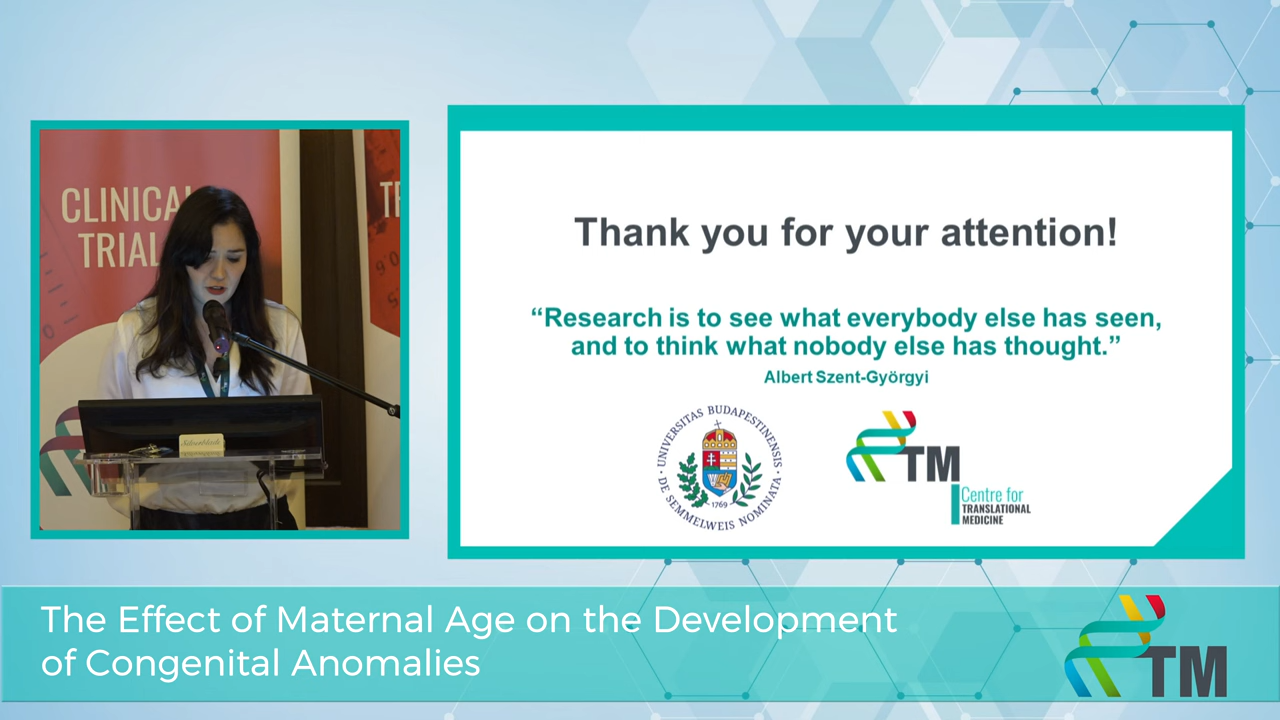 CLINICAL
TRIAL
Thank you for your attention!
“Research is to see what everybody else has seen,
and to think what nobody else has thought.”
Albert Szent-Györgyi
· UNIVERSITAS BUDAPESTINENSIS ·
DE SEMMELWEIS NOMINATA
1769
TM
Centre for
TRANSLATIONAL
MEDICINE
The Effect of Maternal Age on the Development
of Congenital Anomalies
TM